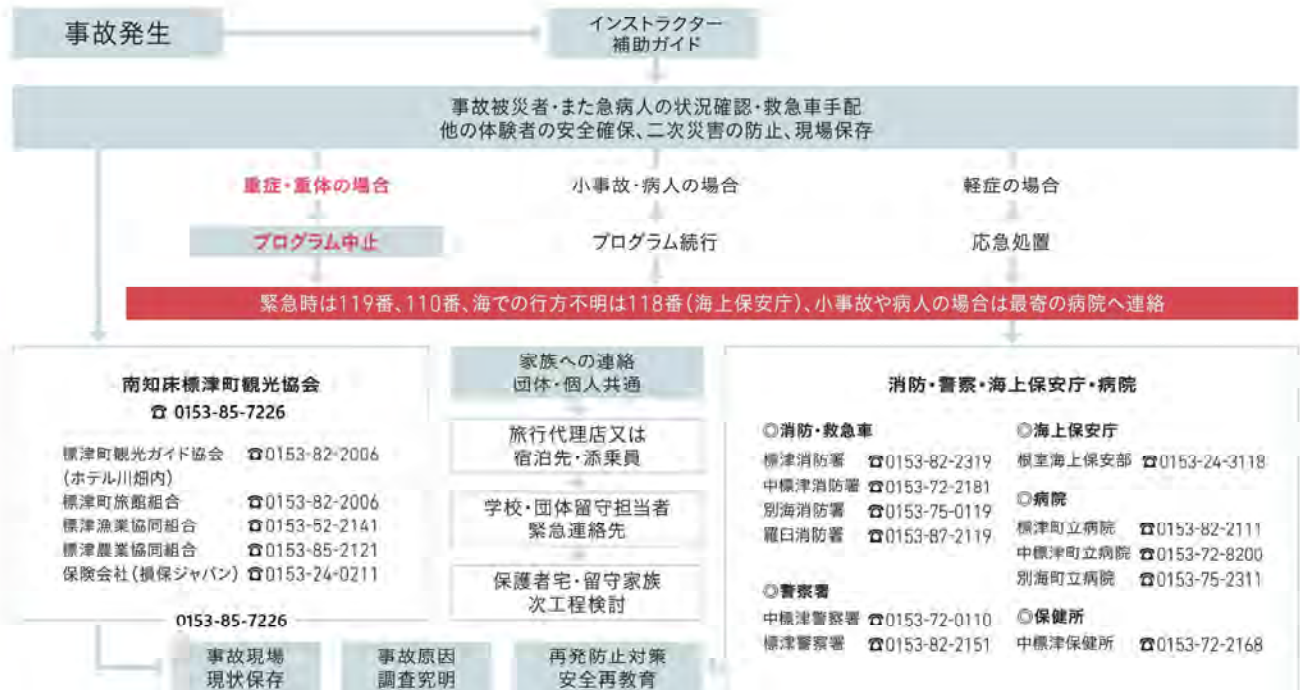 事故発生
インストラクター
補助ガイド
事故被災者・また急病人の状況確認・救急車手配
他の体験者の安全確保、二次災害の防止、現場保存
重症・重体の場合
小事故・病人の場合
軽症の場合
プログラム中止
プログラム続行
応急処置
緊急時は119番、110番、海での行方不明は118番(海上保安庁)、小事故や病人の場合は最寄の病院へ連絡
南知床標津町観光協会
☎ 0153-85-7226
標津町観光ガイド協会 ☎0153-82-2006
(ホテル川畑内)
標津町旅館組合 ☎0153-82-2006
標津漁業協同組合 ☎0153-52-2141
標津農業協同組合 ☎0153-85-2121
保険会社(損保ジャパン) ☎0153-24-0211
0153-85-7226
家族への連絡
団体・個人共通
旅行代理店又は
宿泊先・添乗員
学校・団体留守担当者
緊急連絡先
保護者宅・留守家族
次工程検討
消防・警察・海上保安庁・病院
◎消防・救急車
標津消防署 ☎0153-82-2319
中標津消防署 ☎0153-72-2181
別海消防署 ☎0153-75-0119
羅臼消防署 ☎0153-87-2119
◎警察署
中標津警察署 ☎0153-72-0110
標津警察署 ☎0153-82-2151
◎海上保安庁
根室海上保安部 ☎0153-24-3118
◎病院
標津町立病院 ☎0153-82-2111
中標津町立病院 ☎0153-72-8200
別海町立病院 ☎0153-75-2311
◎保健所
中標津保健所 ☎0153-72-2168
事故現場
現状保存
事故原因
調査究明
再発防止対策
安全再教育